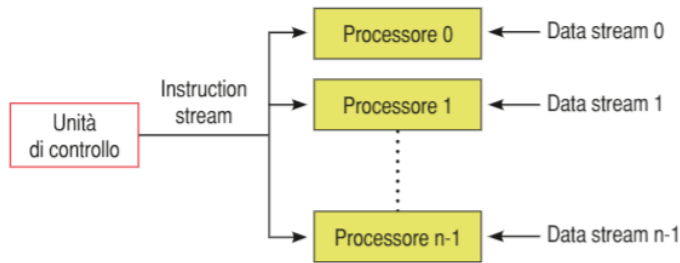 Processore 0
Data stream 0
Instruction
stream
Processore 1
Data stream 1
Unità
di controllo
Processore n-1
Data stream n-1